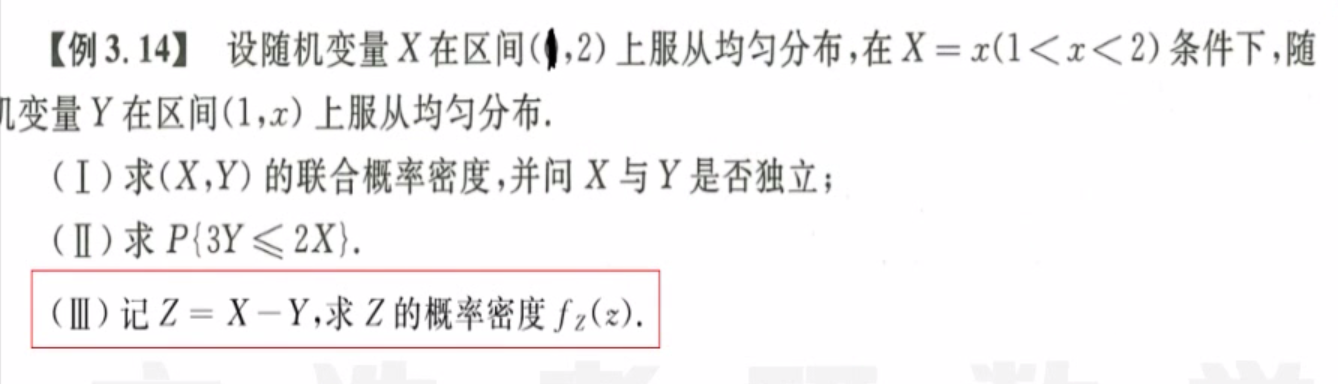 【例 3.14】 设随机变量 X 在区间(1,2) 上服从均匀分布,在 X = x(1<x<2) 条件下,随
机变量 Y 在区间(1,x) 上服从均匀分布.
(Ⅰ) 求(X,Y) 的联合概率密度,并问 X 与 Y 是否独立;
(Ⅱ) 求 P{3Y⩽2X}.
(Ⅲ) 记 Z = X-Y,求 Z 的概率密度 f_Z(z).